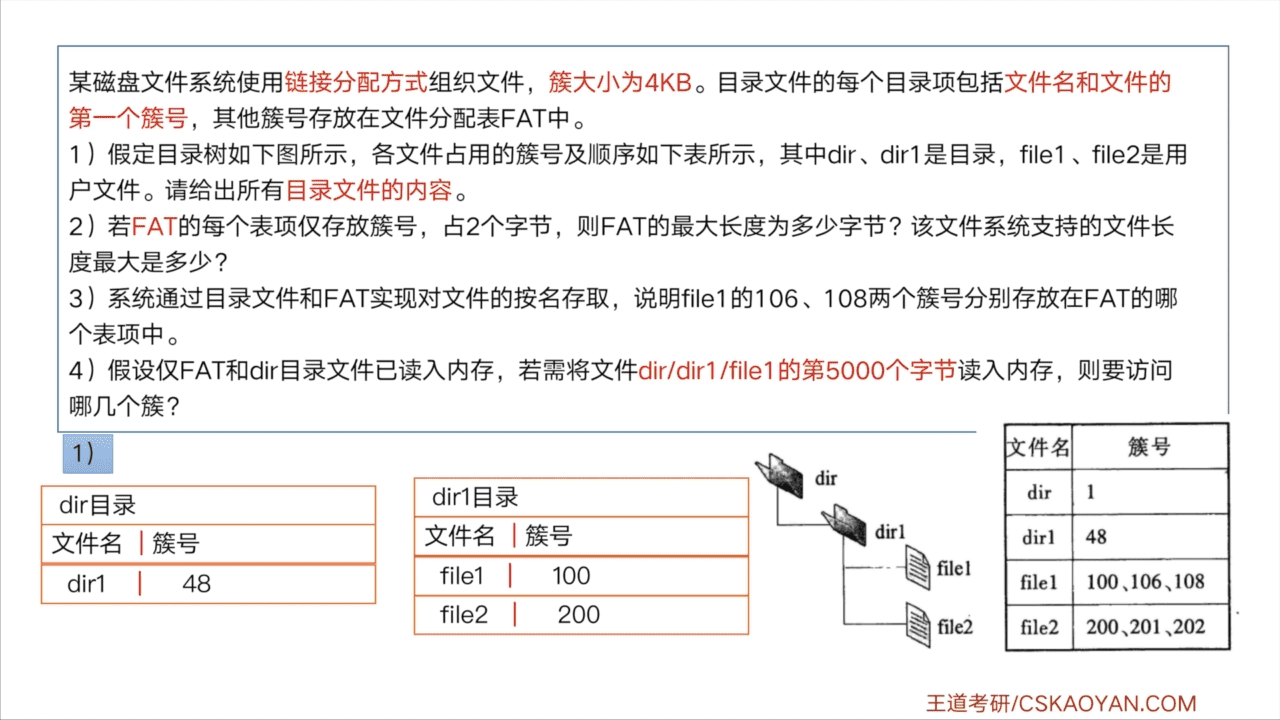 某磁盘文件系统使用链接分配方式组织文件，簇大小为4KB。目录文件的每个目录项包括文件名和文件的
第一个簇号，其他簇号存放在文件分配表FAT中。
1）假定目录树如下图所示，各文件占用的簇号及顺序如下表所示，其中dir、dir1是目录，file1、file2是用
户文件。请给出所有目录文件的内容。
2）若FAT的每个表项仅存放簇号，占2个字节，则FAT的最大长度为多少字节？该文件系统支持的文件长
度最大是多少？
3）系统通过目录文件和FAT实现对文件的按名存取，说明file1的106、108两个簇号分别存放在FAT的哪
个表项中。
4）假设仅FAT和dir目录文件已读入内存，若需将文件dir/dir1/file1的第5000个字节读入内存，则要访问
哪几个簇？
1）
dir目录
文件名 簇号
dir1 48
dir1目录
文件名 簇号
file1 100
file2 200
dir
dir1
file1
file2
文件名 簇号
dir 1
dir1 48
file1 100、106、108
file2 200、201、202
王道考研/CSKAOYAN.COM